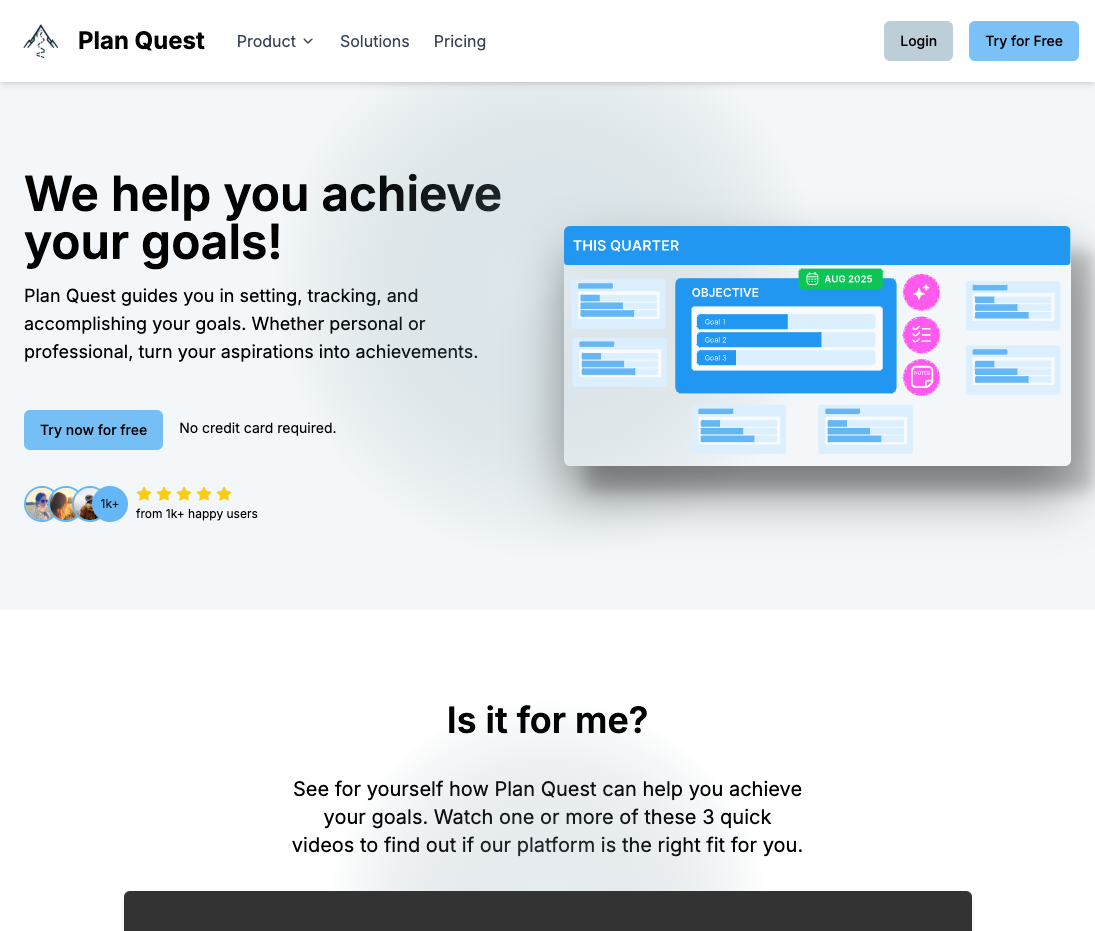 Plan Quest
Product
Solutions
Pricing
Login
Try for Free
We help you achieve
your goals!
Plan Quest guides you in setting, tracking, and
accomplishing your goals. Whether personal or
professional, turn your aspirations into achievements.
Try now for free
No credit card required.
1k+
from 1k+ happy users
THIS QUARTER
AUG 2025
OBJECTIVE
Goal 1
Goal 2
Goal 3
NOTES
Is it for me?
See for yourself how Plan Quest can help you achieve
your goals. Watch one or more of these 3 quick
videos to find out if our platform is the right fit for you.